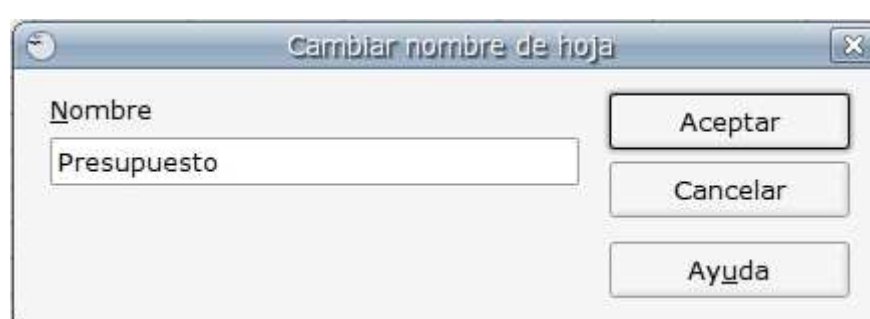 Cambiar nombre de hoja
Nombre
Presupuesto
Aceptar
Cancelar
Ayuda